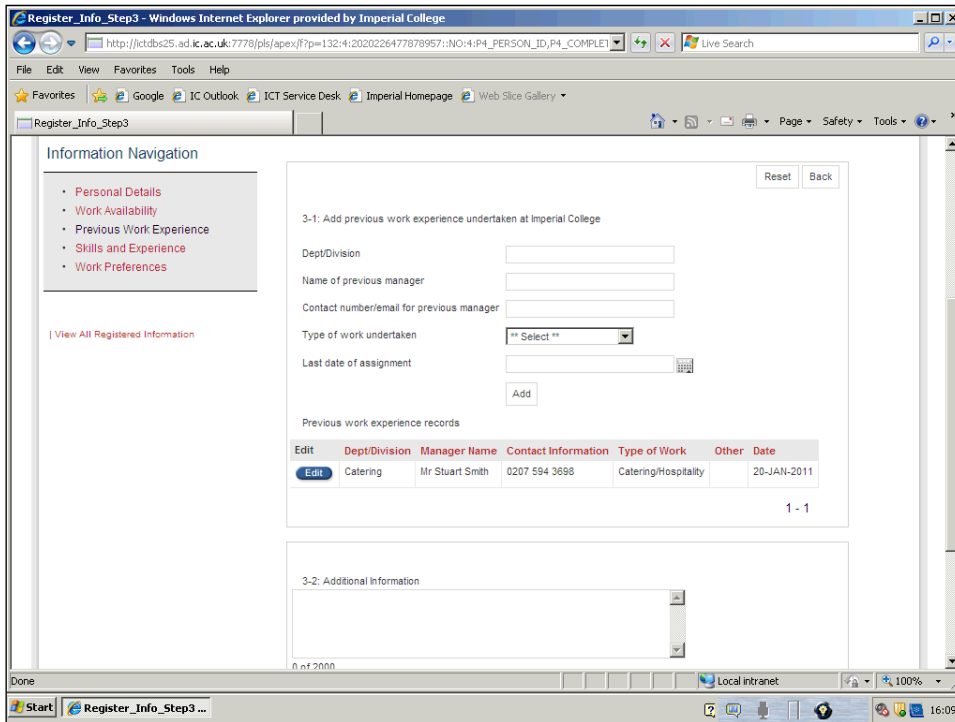 Register_Info_Step3 - Windows Internet Explorer provided by Imperial College
http://ictdbs25.ad.ic.ac.uk:7778/pls/apex/f?p=132:4:2020226477878957::NO:4:P4_PERSON_ID,P4_COMPLET
Live Search
File Edit View Favorites Tools Help
Favorites Google IC Outlook ICT Service Desk Imperial Homepage Web Slice Gallery
Register_Info_Step3
Page Safety Tools
Information Navigation
Reset Back
• Personal Details
• Work Availability
• Previous Work Experience
• Skills and Experience
• Work Preferences
| View All Registered Information
3-1: Add previous work experience undertaken at Imperial College
Dept/Division
Name of previous manager
Contact number/email for previous manager
Type of work undertaken ** Select **
Last date of assignment
Add
Previous work experience records
Edit Dept/Division Manager Name Contact Information Type of Work Other Date
Edit Catering Mr Stuart Smith 0207 594 3698 Catering/Hospitality 20-JAN-2011
1 - 1
3-2: Additional Information
0 of 2000
Done Local intranet 100%
Start Register_Info_Step3 ... 16:09